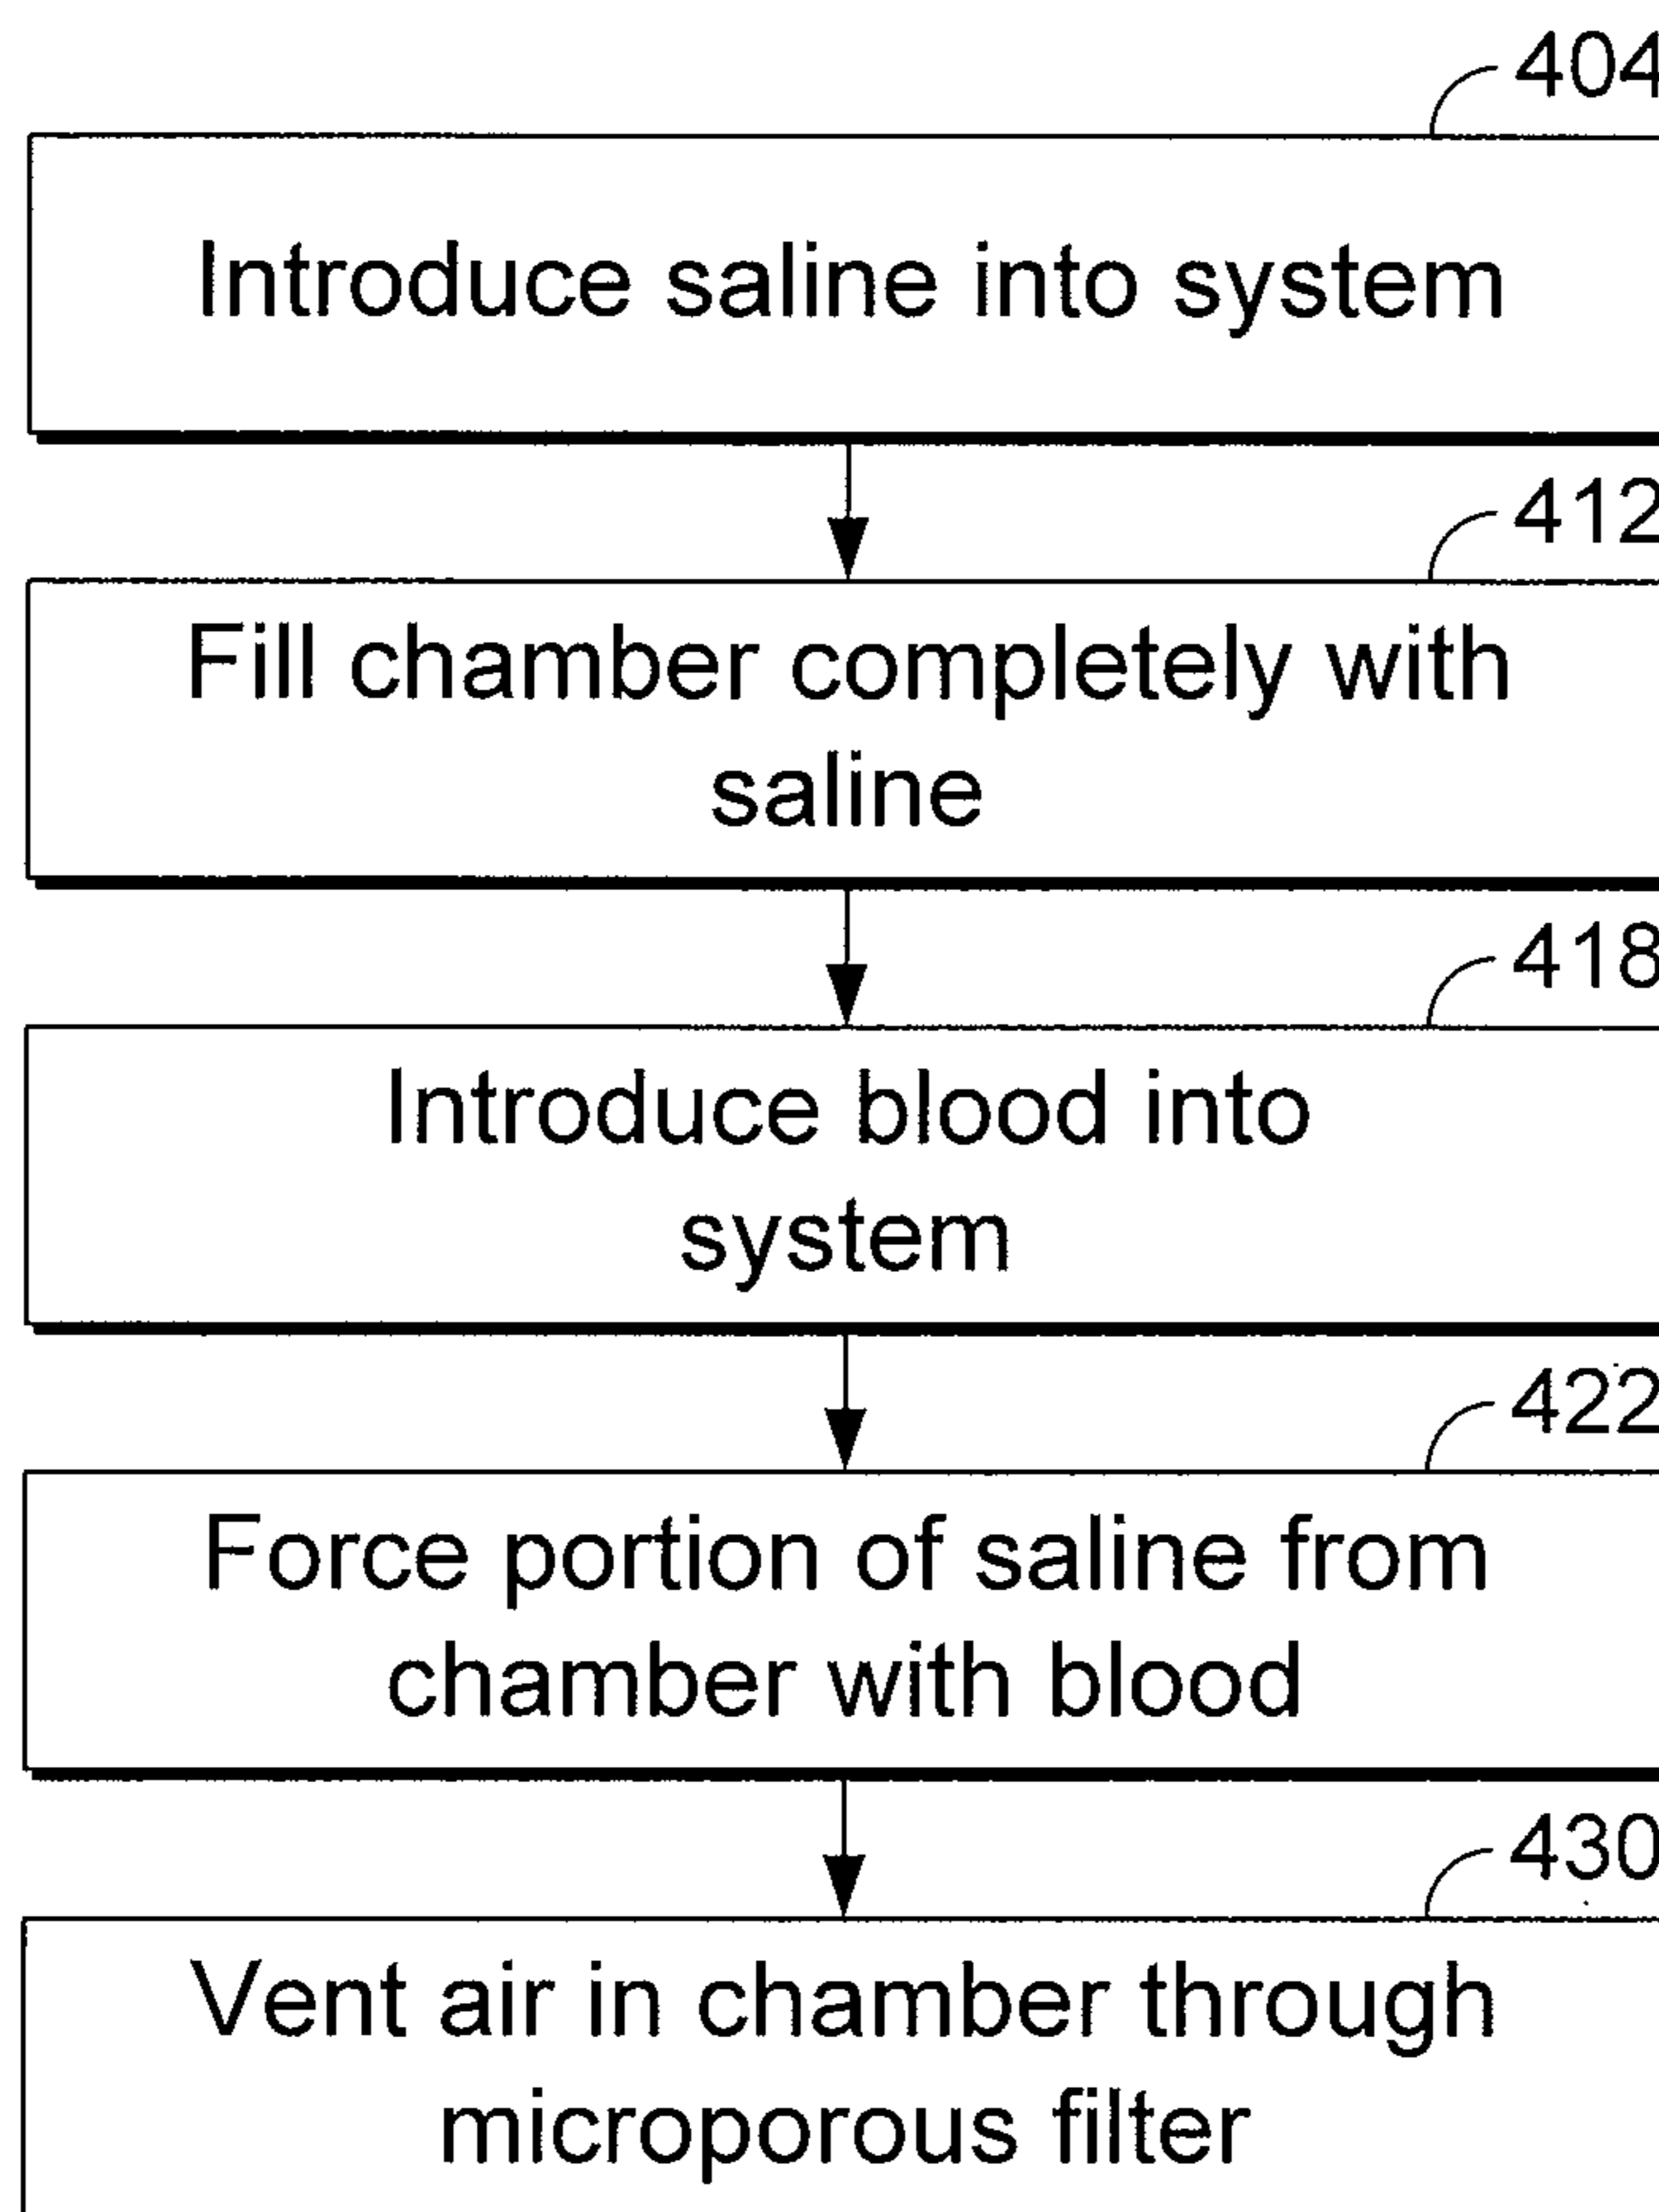 404
Introduce saline into system
412
Fill chamber completely with
saline
418
Introduce blood into
system
422
Force portion of saline from
chamber with blood
430
Vent air in chamber through
microporous filter